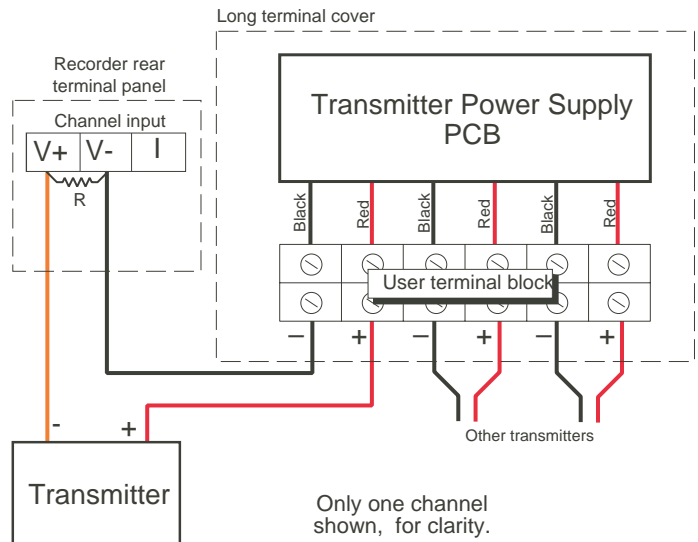 Long terminal cover
Recorder rear
terminal panel
Channel input
V+ V- I
R
Transmitter Power Supply
PCB
Black Red Black Red Black Red
User terminal block
− + − + − +
Other transmitters
- +
Transmitter
Only one channel
shown, for clarity.